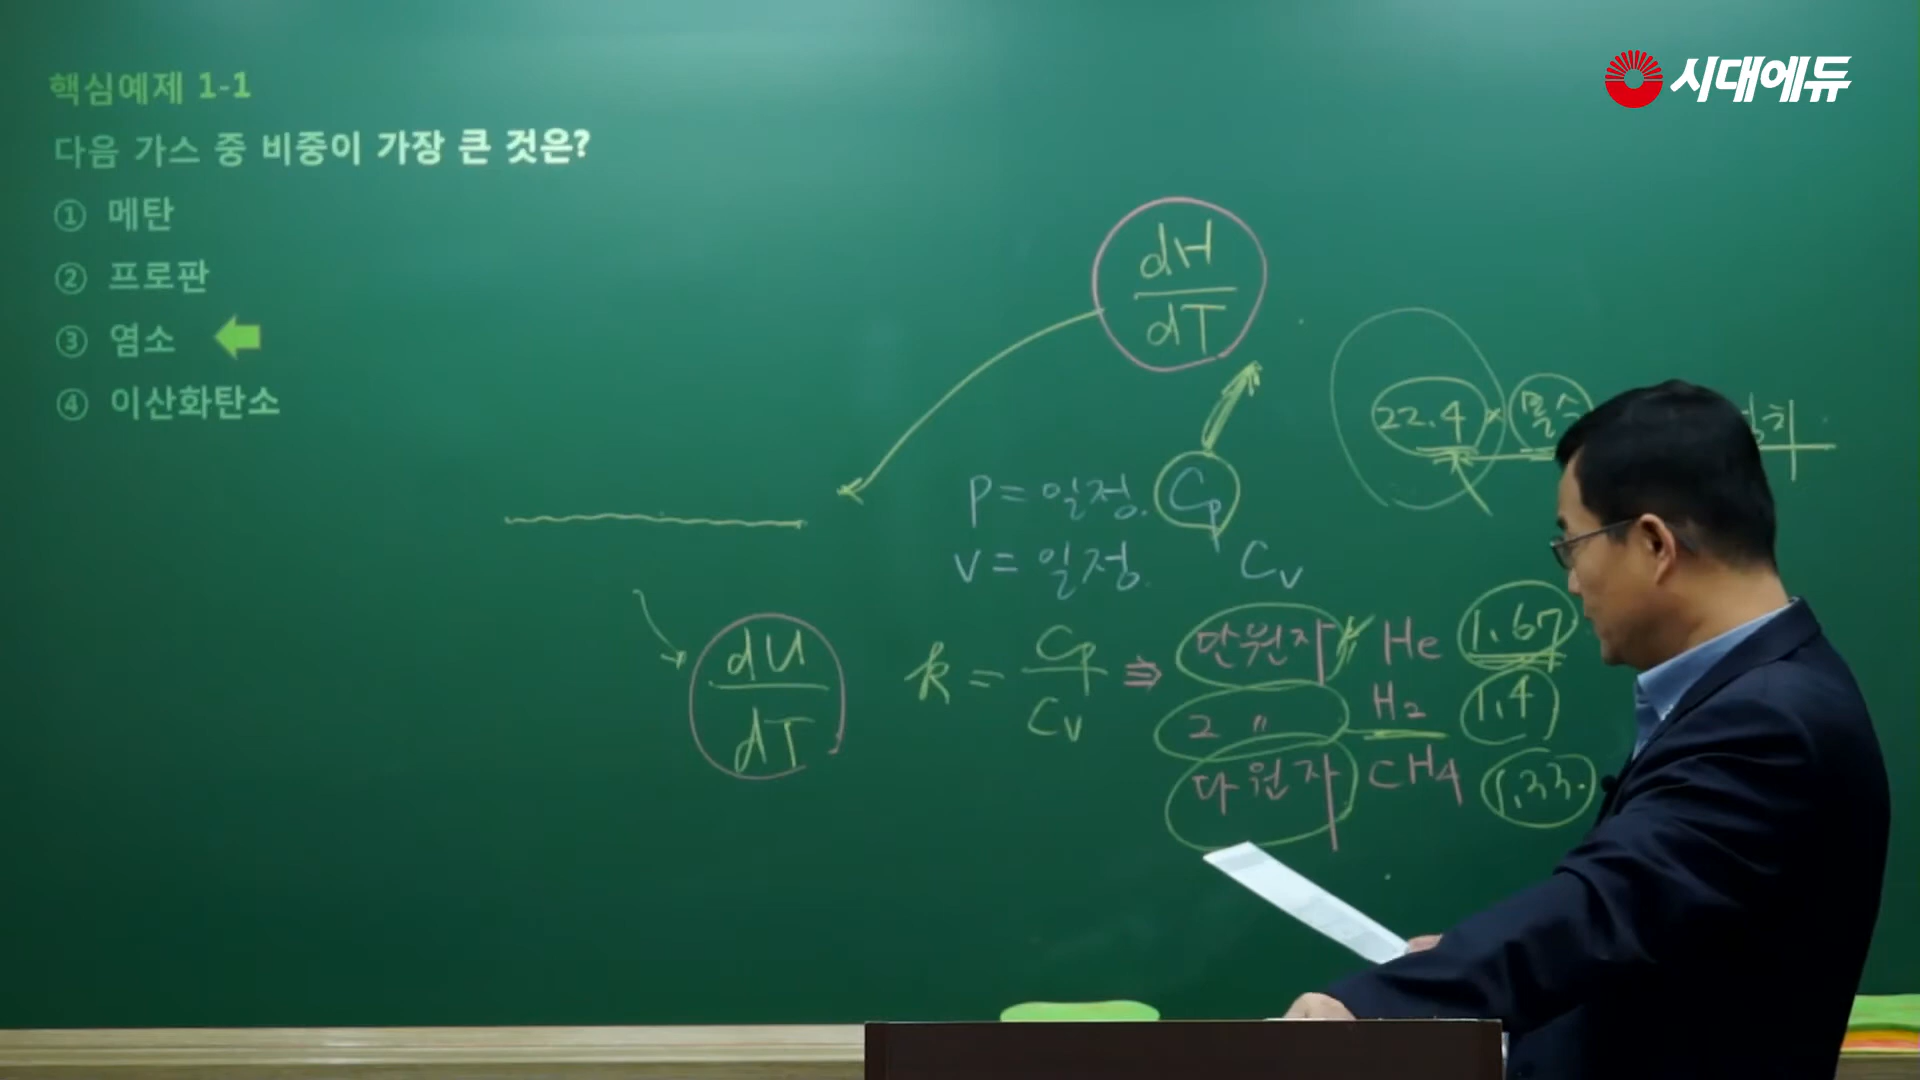 시대에듀
핵심예제 1-1
다음 가스 중 비중이 가장 큰 것은?
① 메탄
② 프로판
③ 염소
④ 이산화탄소
dH
dT
22.4 × 몰수
P = 일정. Cp
V = 일정. Cv
dU
dT
k = Cp
Cv
⇒ 단원자 He 1.67
2 〃 H2 1.4
다원자 CH4 1.33.